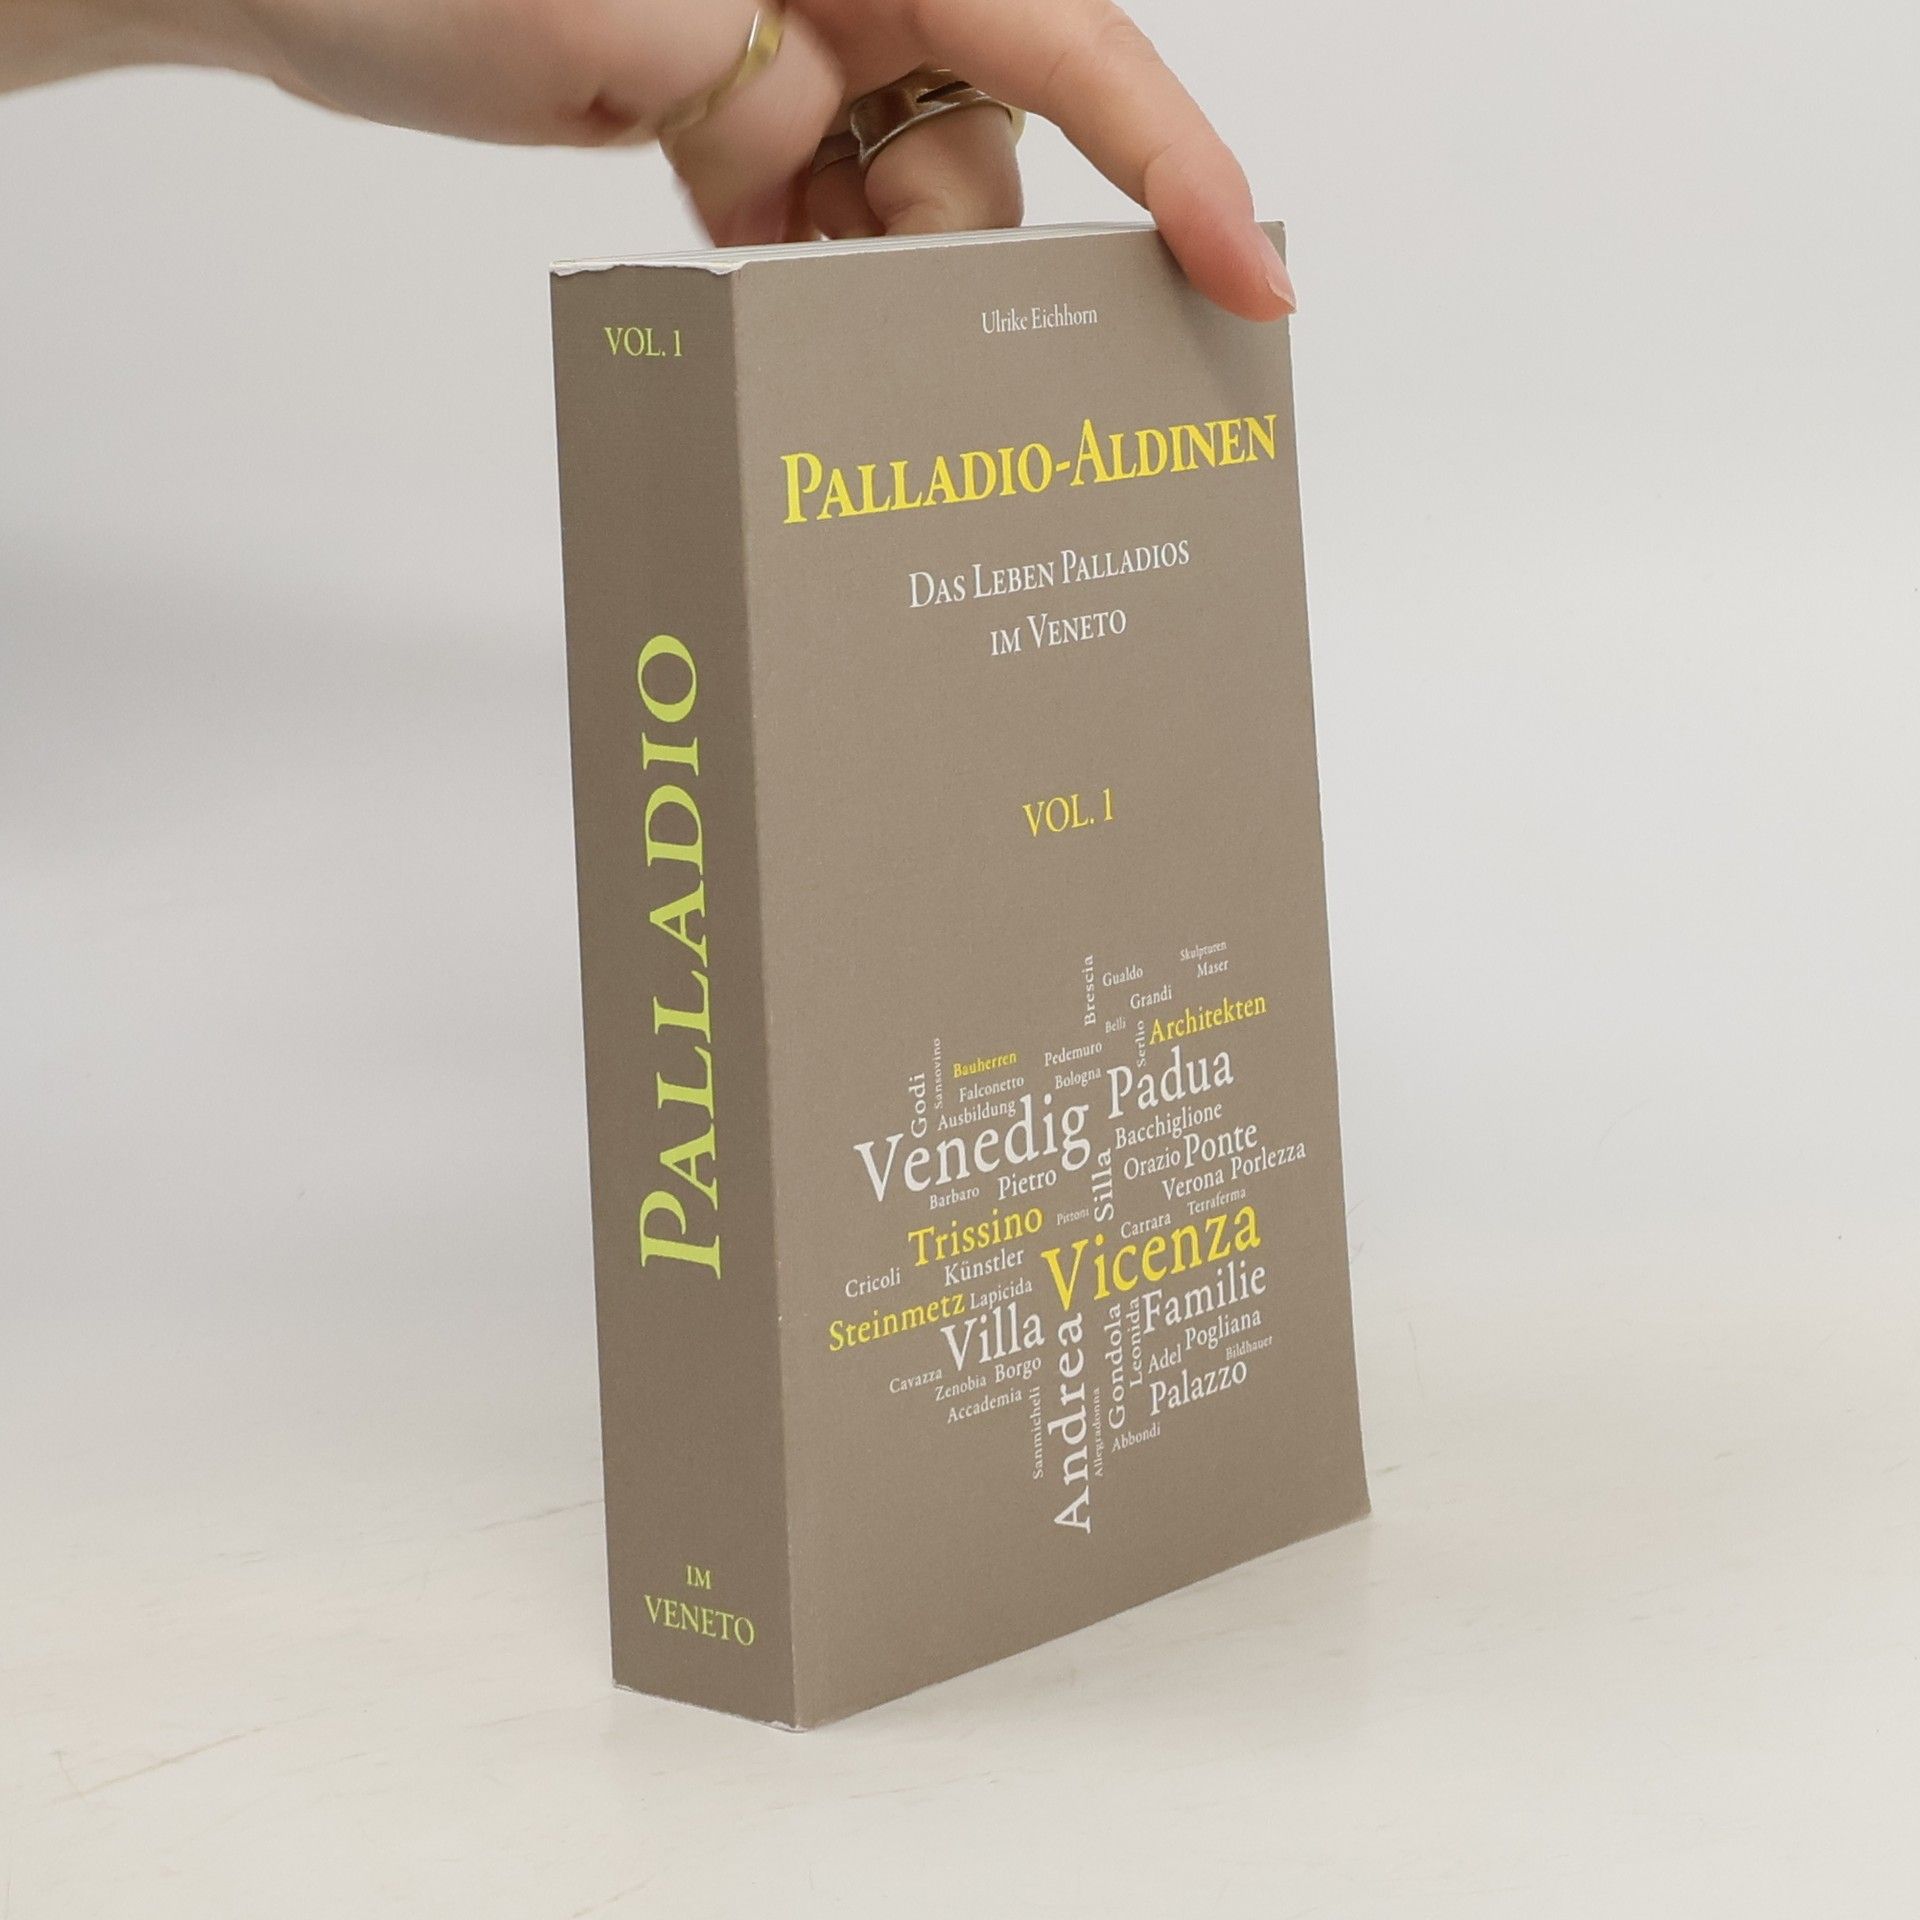 VOL. 1
PALLADIO
IM
VENETO
Ulrike Eichhorn
PALLADIO-ALDINEN
DAS LEBEN PALLADIOS
IM VENETO
VOL. 1
Skulpturen
Brescia
Gualdo
Maser
Grandi
Belli
Serlio
Architekten
Godi
Sansovino
Bauherren
Pedemuro
Falconetto
Bologna
Padua
Ausbildung
Venedig
Bacchiglione
Silla
Orazio
Ponte
Barbaro
Pietro
Verona
Porlezza
Trissino
Pittoni
Carrara
Terraferma
Cricoli
Künstler
Vicenza
Steinmetz
Lapicida
Familie
Villa
Andrea
Gondola
Leonida
Pogliana
Cavazza
Zenobia
Borgo
Adel
Bildhauer
Accademia
Sanmicheli
Allegradonna
Palazzo
Abbondi